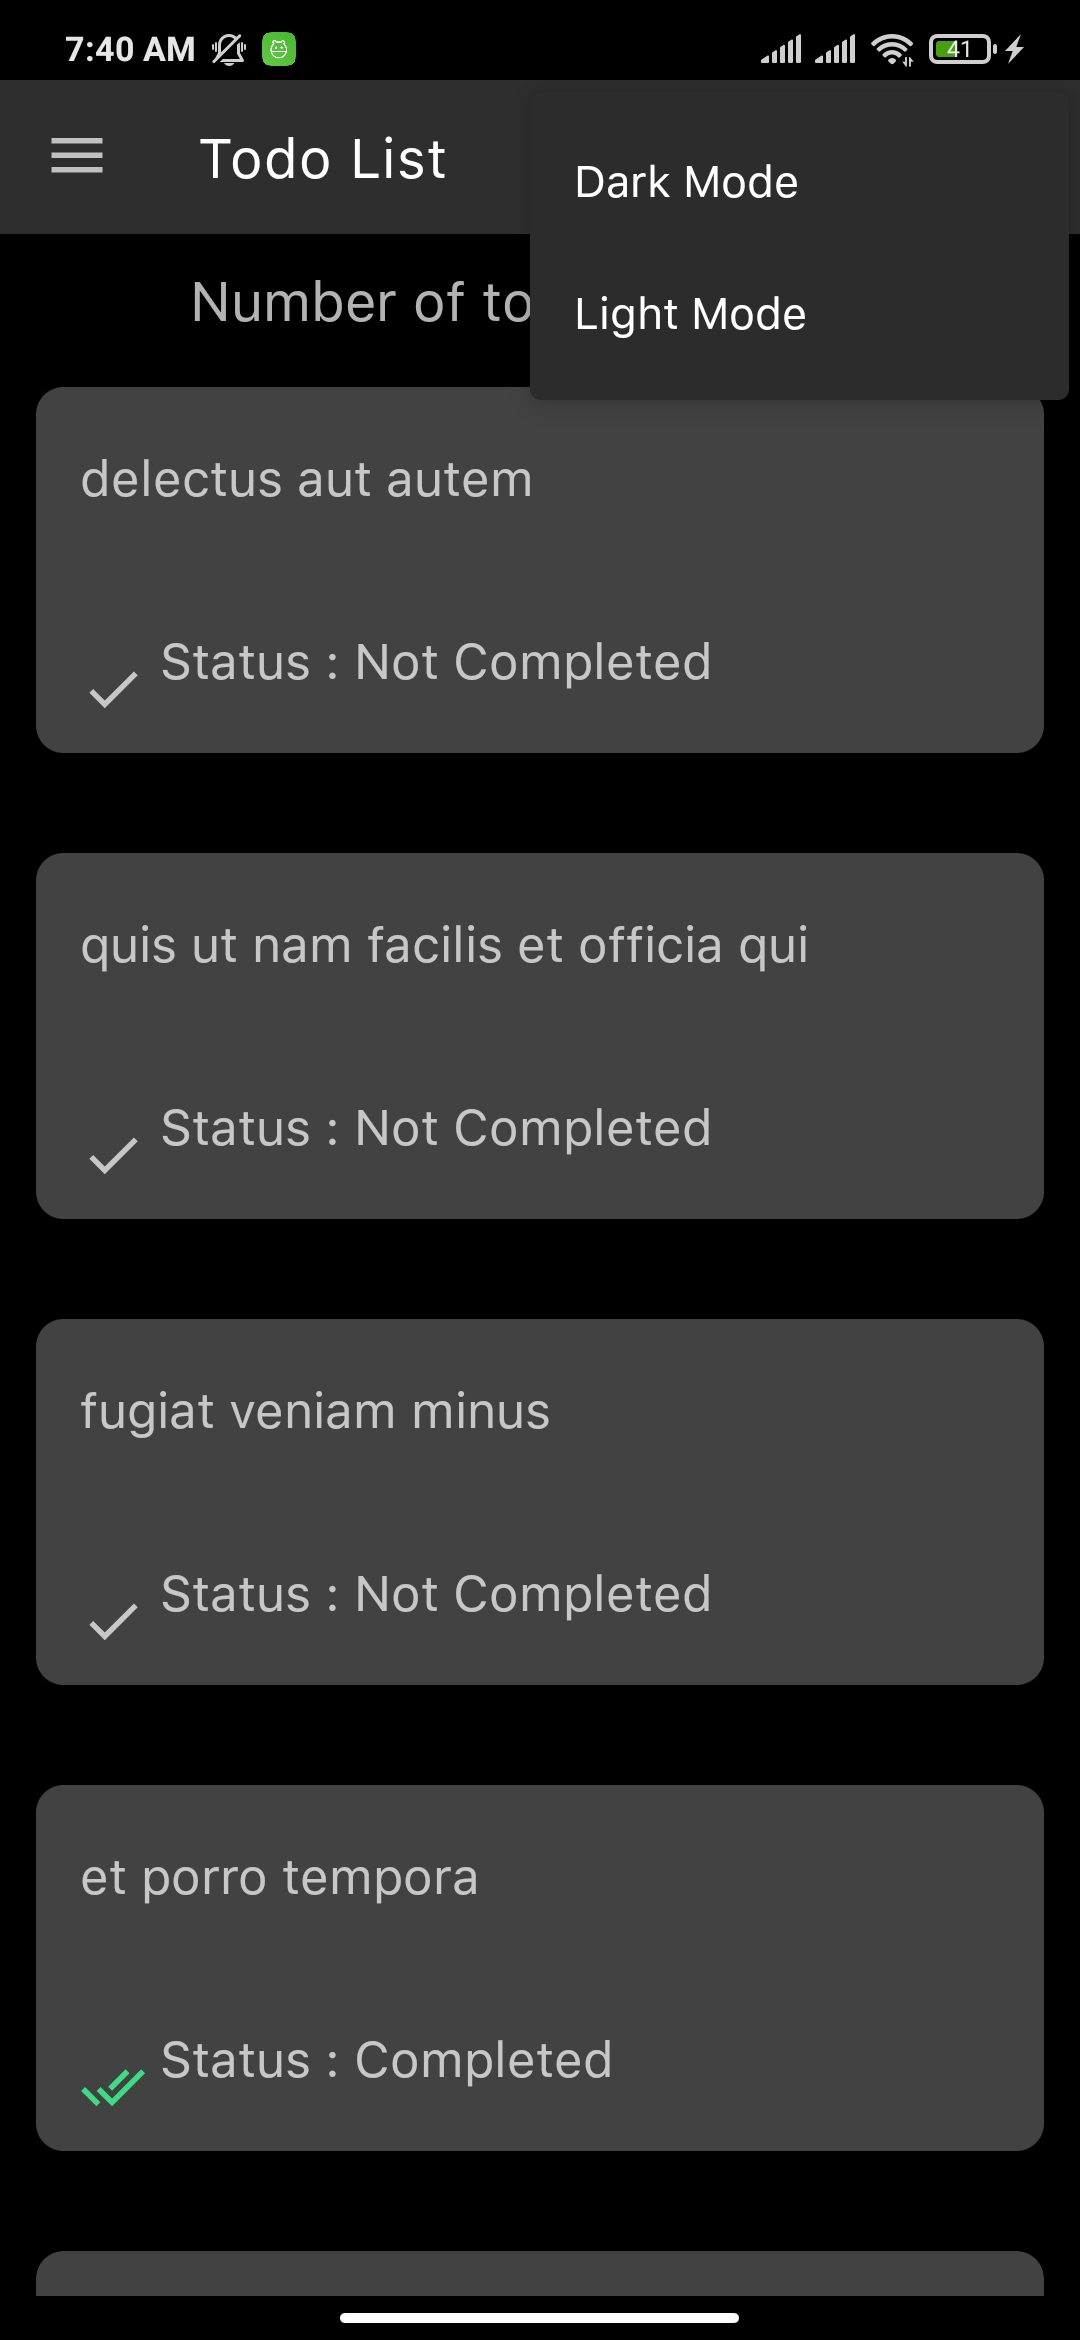 7:40 AM
41
Todo List
Dark Mode
Light Mode
Number of to
delectus aut autem
Status : Not Completed
quis ut nam facilis et officia qui
Status : Not Completed
fugiat veniam minus
Status : Not Completed
et porro tempora
Status : Completed